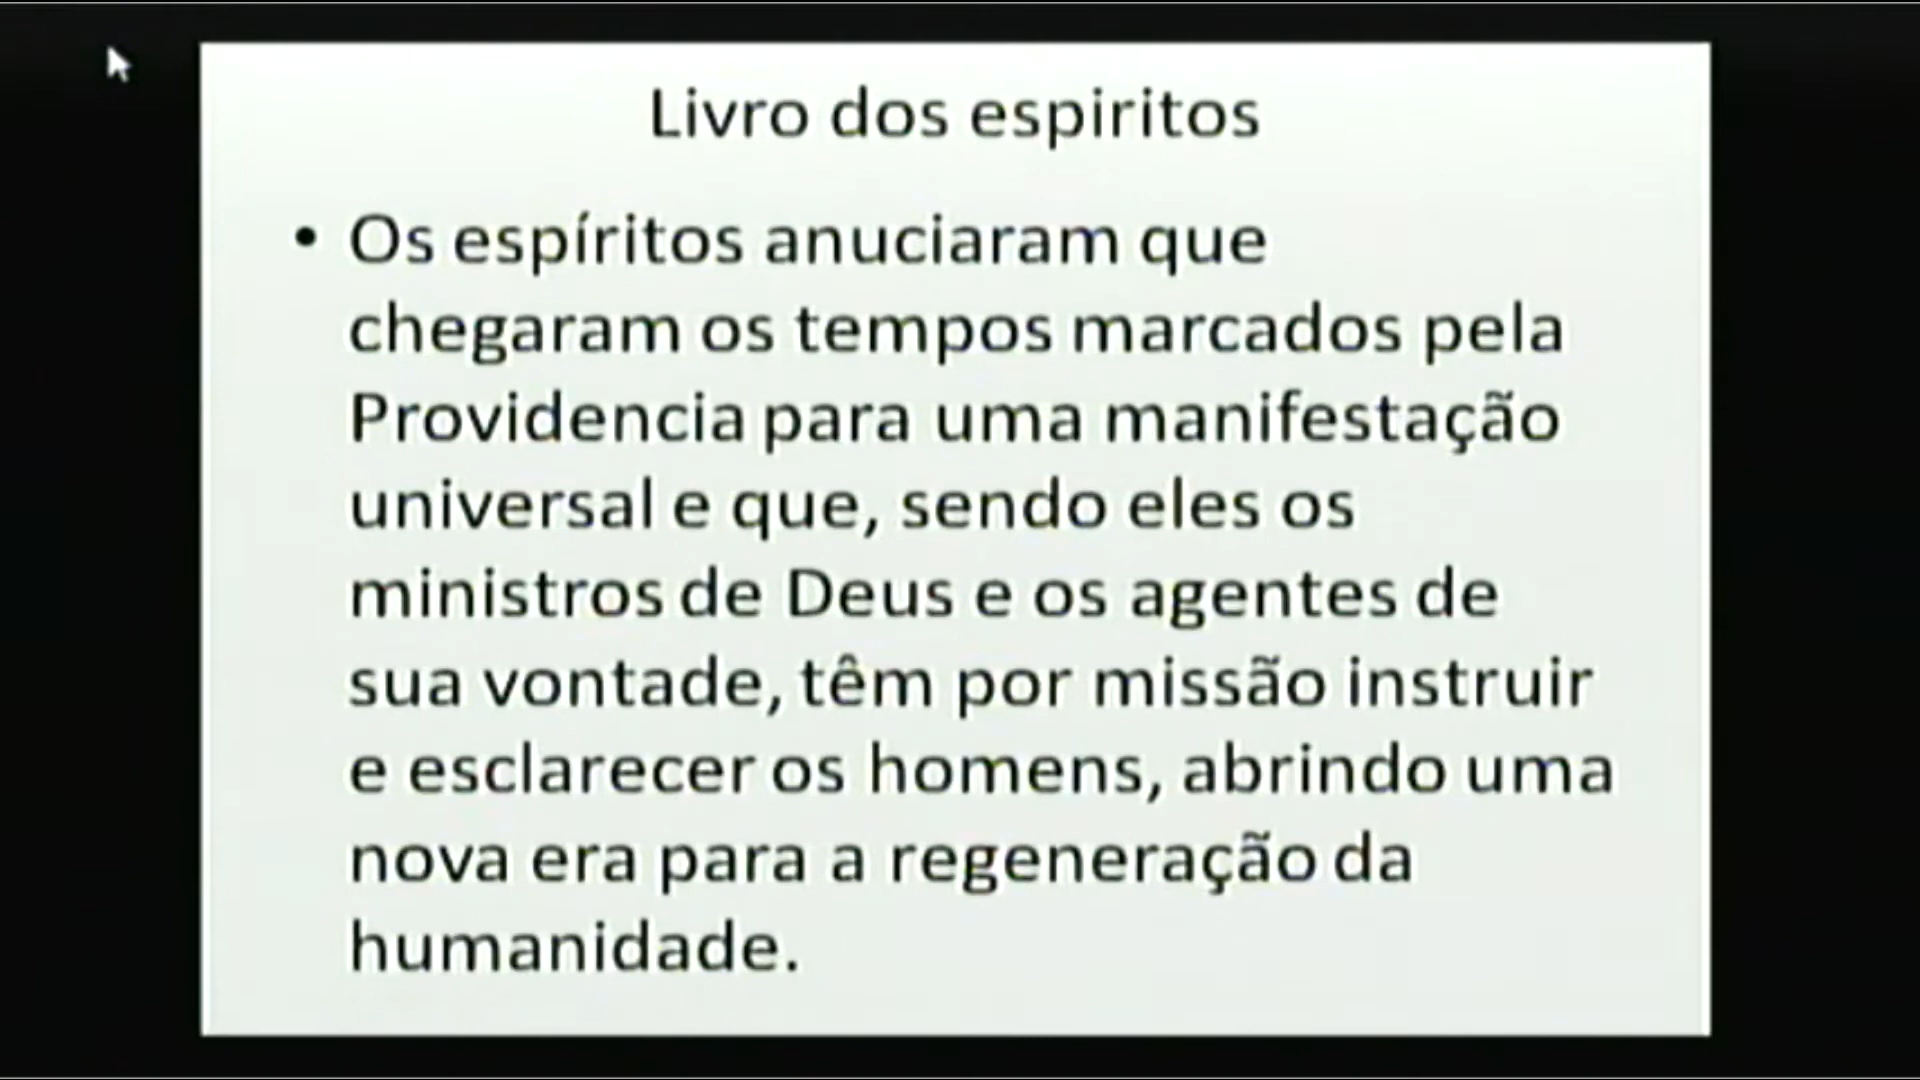 Livro dos espiritos
• Os espíritos anuciaram que
chegaram os tempos marcados pela
Providencia para uma manifestação
universal e que, sendo eles os
ministros de Deus e os agentes de
sua vontade, têm por missão instruir
e esclarecer os homens, abrindo uma
nova era para a regeneração da
humanidade.